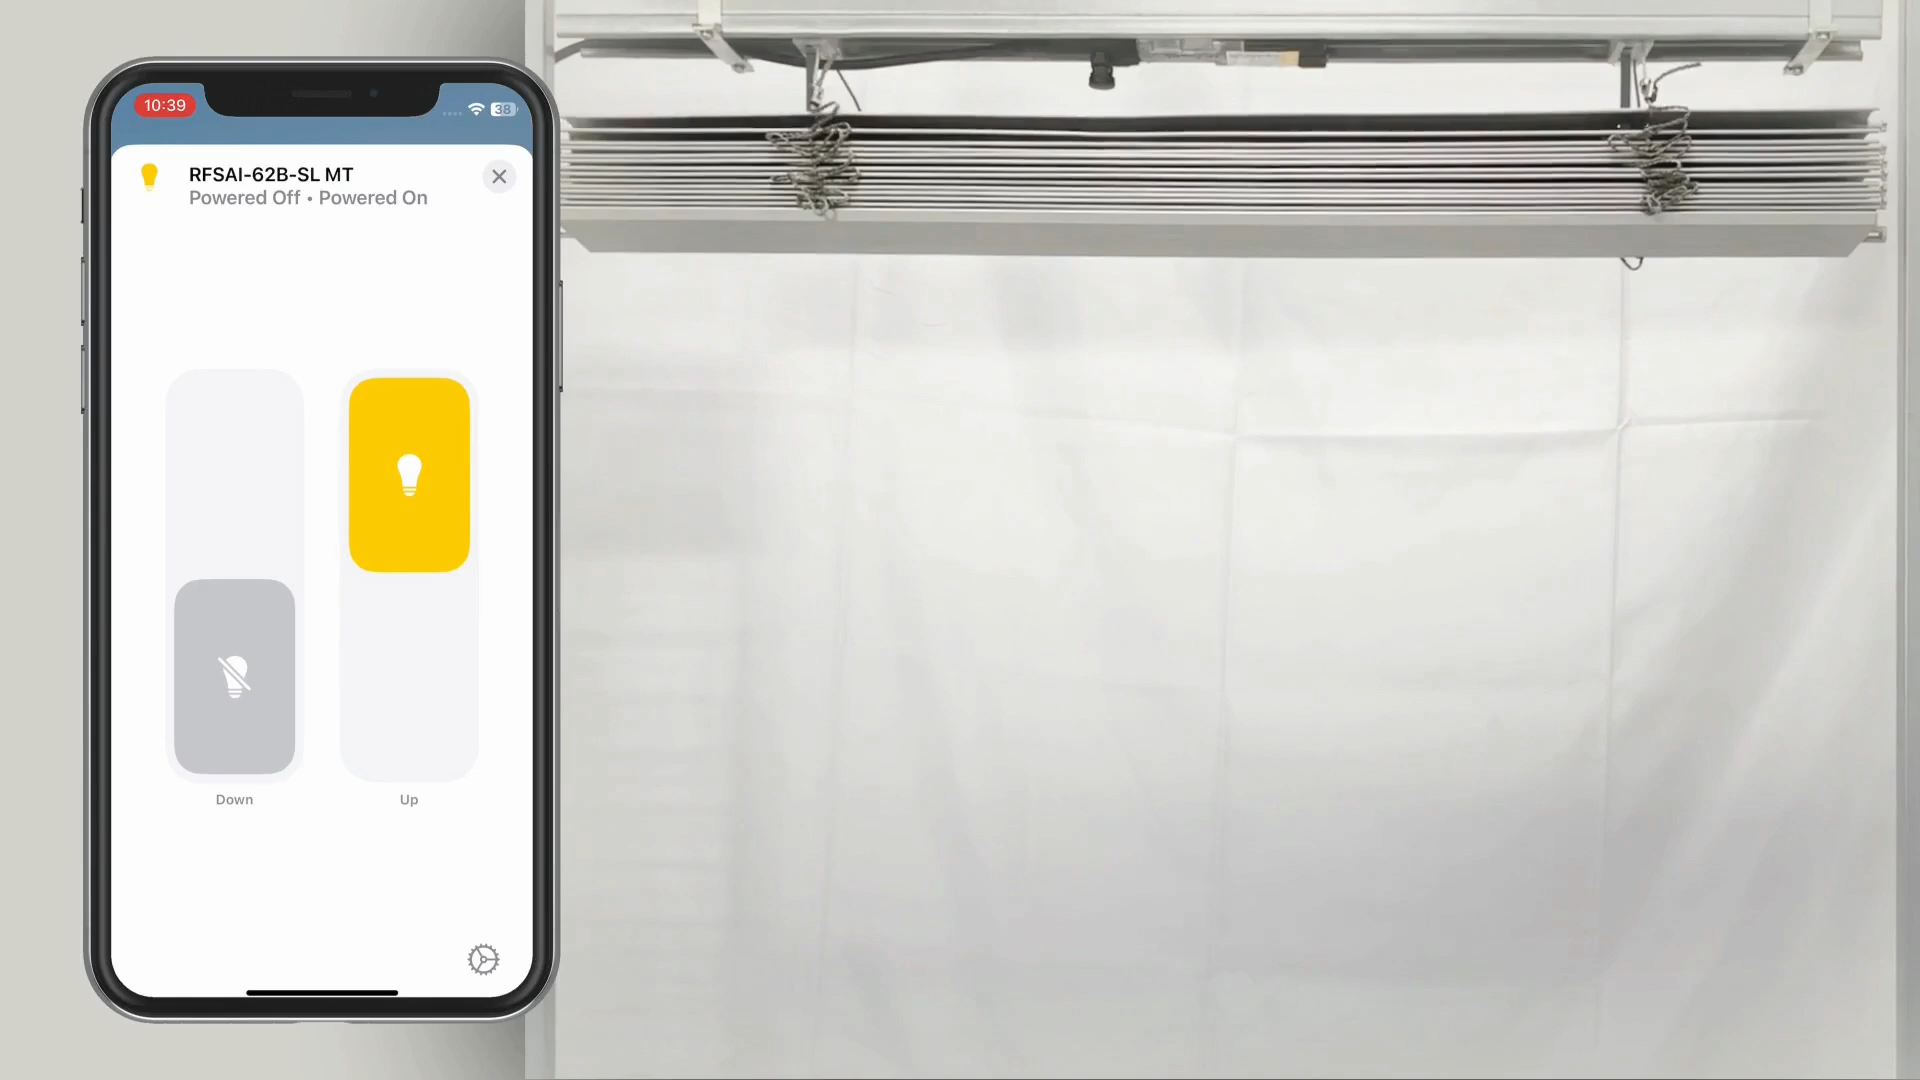 10:39
38
RFSAI-62B-SL MT
Powered Off • Powered On
Down
Up